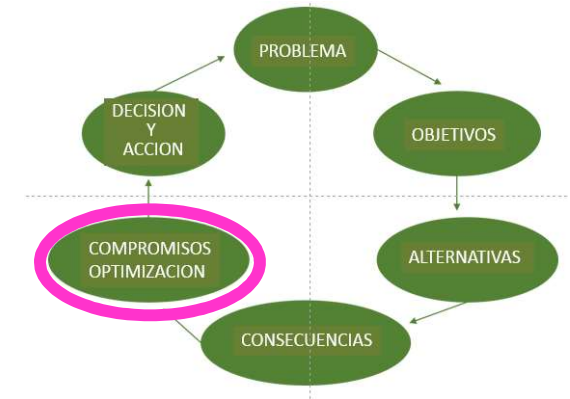 PROBLEMA
OBJETIVOS
ALTERNATIVAS
CONSECUENCIAS
COMPROMISOS
OPTIMIZACION
DECISION
Y
ACCION